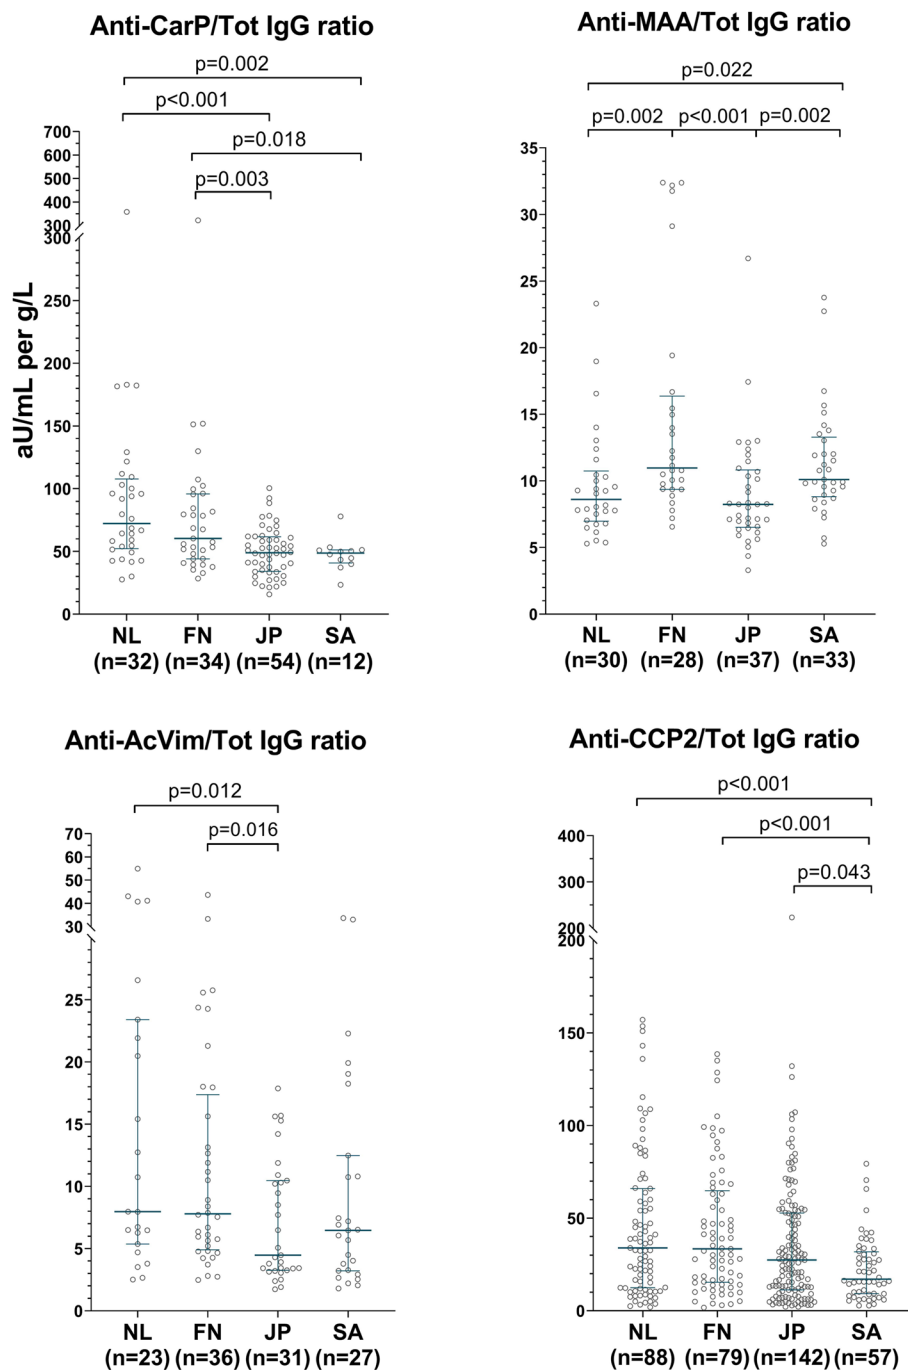 Anti-CarP/Tot IgG ratio
p=0.002
p<0.001
p=0.018
p=0.003
aU/mL per g/L
700
600
500
400
300
300
250
200
150
100
50
0
NL FN JP SA
(n=32) (n=34) (n=54) (n=12)
Anti-MAA/Tot IgG ratio
p=0.022
p=0.002 p<0.001 p=0.002
35
30
25
20
15
10
5
0
NL FN JP SA
(n=30) (n=28) (n=37) (n=33)
Anti-AcVim/Tot IgG ratio
p=0.012
p=0.016
70
60
50
40
30
25
20
15
10
5
0
NL FN JP SA
(n=23) (n=36) (n=31) (n=27)
Anti-CCP2/Tot IgG ratio
p<0.001
p<0.001
p=0.043
400
300
200
200
150
100
50
0
NL FN JP SA
(n=88) (n=79) (n=142) (n=57)